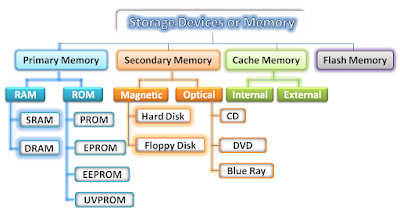 Storage Devices or Memory
Primary Memory Secondary Memory Cache Memory Flash Memory
RAM ROM Magnetic Optical Internal External
SRAM PROM Hard Disk CD
DRAM EPROM Floppy Disk DVD
EEPROM Blue Ray
UVPROM